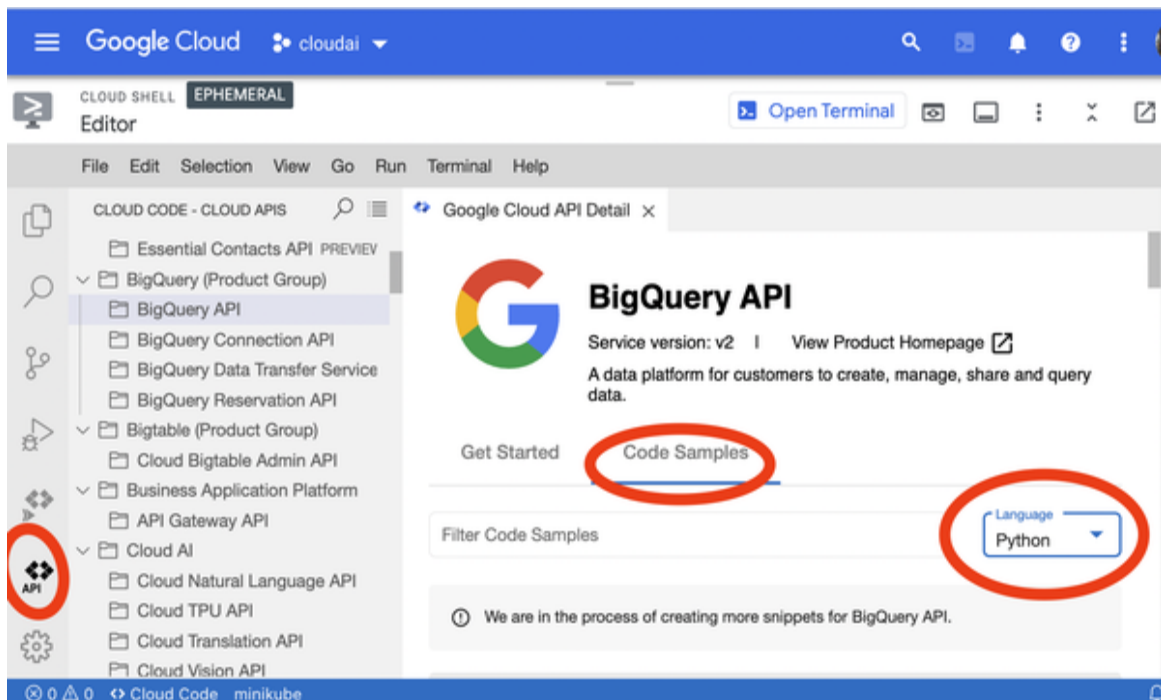 Google Cloud
cloudai
CLOUD SHELL EPHEMERAL
Editor
Open Terminal
File Edit Selection View Go Run Terminal Help
CLOUD CODE - CLOUD APIS
Google Cloud API Detail
Essential Contacts API PREVIEV
BigQuery (Product Group)
BigQuery API
BigQuery Connection API
BigQuery Data Transfer Service
BigQuery Reservation API
Bigtable (Product Group)
Cloud Bigtable Admin API
Business Application Platform
API Gateway API
Cloud AI
Cloud Natural Language API
Cloud TPU API
Cloud Translation API
Cloud Vision API
API
BigQuery API
Service version: v2 | View Product Homepage
A data platform for customers to create, manage, share and query
data.
Get Started Code Samples
Filter Code Samples
Language
Python
We are in the process of creating more snippets for BigQuery API.
0 0 Cloud Code minikube